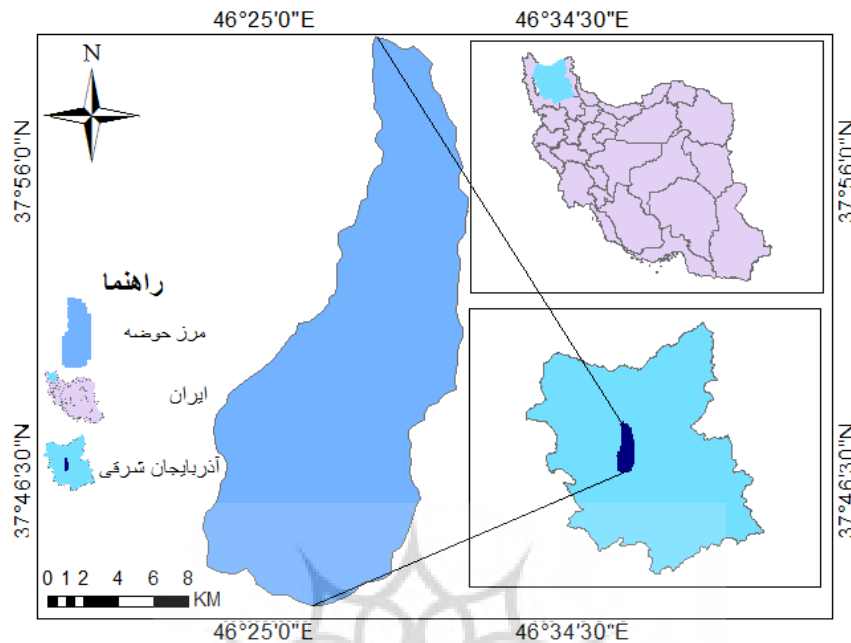 46°25'0"E 46°34'30"E
N
37°56'0"N 37°56'0"N
راهنما
مرز حوضه
ایران
آذربایجان شرقی
37°46'30"N 37°46'30"N
0 1 2 4 6 8
KM
46°25'0"E 46°34'30"E